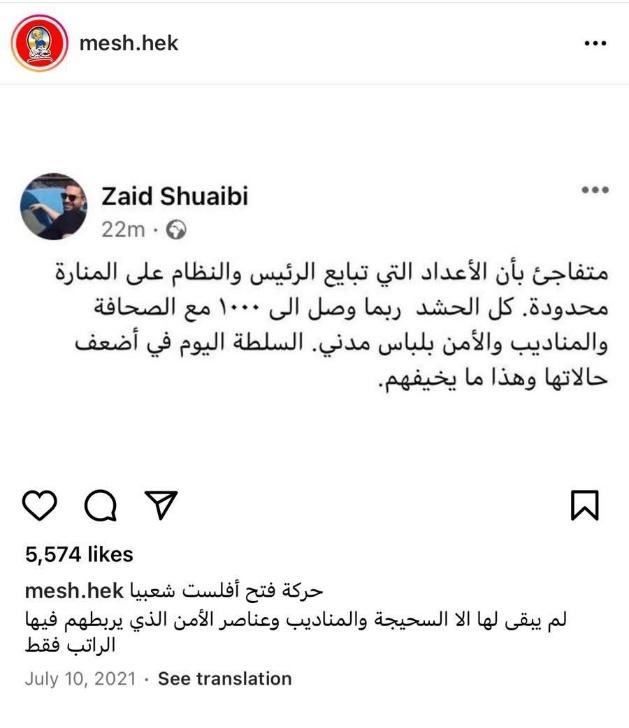 mesh.hek
Zaid Shuaibi
22m ·
متفاجئ بأن الأعداد التي تبايع الرئيس والنظام على المنارة
محدودة. كل الحشد ربما وصل الى ١٠٠٠ مع الصحافة
والمناديب والأمن بلباس مدني. السلطة اليوم في أضعف
حالاتها وهذا ما يخيفهم.
5,574 likes
mesh.hek حركة فتح أفلست شعبيا
لم يبقى لها الا السحيجة والمناديب وعناصر الأمن الذي يربطهم فيها
الراتب فقط
July 10, 2021 · See translation